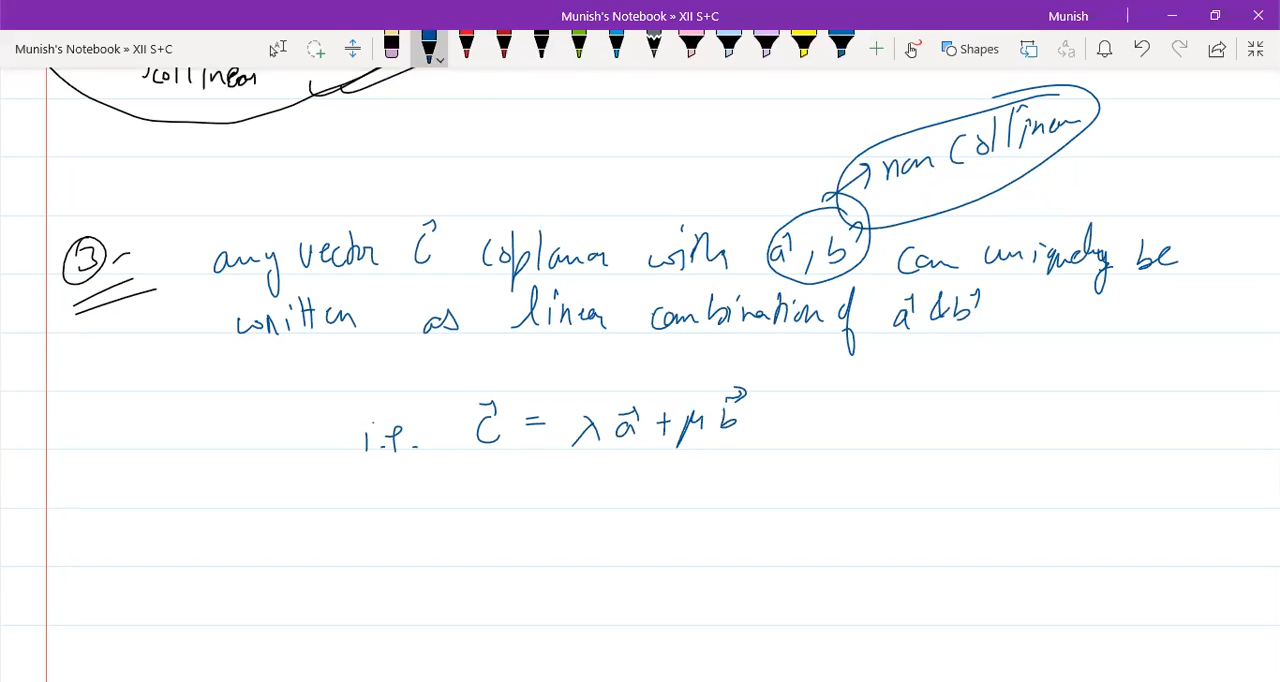 Munish's Notebook » XII S+C
Munish
Munish's Notebook » XII S+C
Shapes
collinear
non Collinear
③:- any vector c⃗ coplanar with a⃗, b⃗ can uniquely be
written as linear combination of a⃗ & b⃗
i.e. c⃗ = λa⃗ + μb⃗